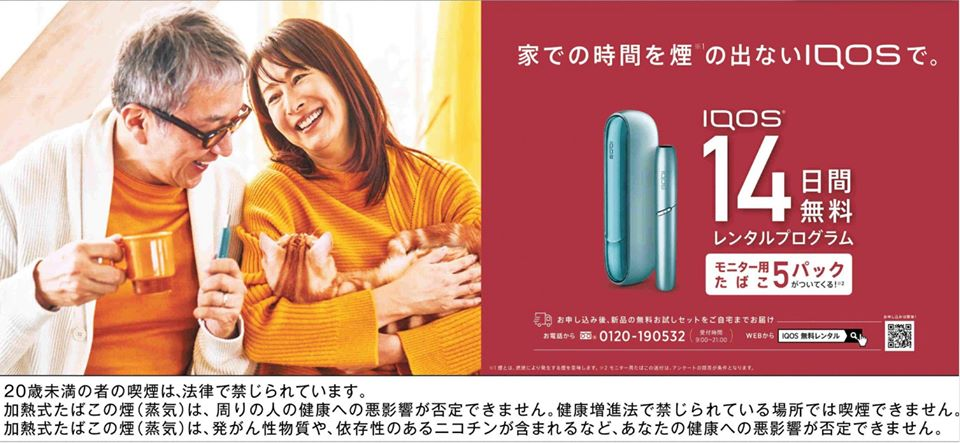 家での時間を煙※1の出ないIQOSで。
IQOS
14日間
無料
レンタルプログラム
モニター用
たばこ
5パック
がついてくる!※2
お申し込み後、新品の無料お試しセットをご自宅までお届け
お電話から 0120-190532 (受付時間 9:00~21:00)
WEBから IQOS 無料レンタル
お申し込みは簡単!
※1 煙とは、燃焼により発生する煙を意味します。 ※2 モニター用たばこの送付は、アンケートの回答が条件となります。
20歳未満の者の喫煙は、法律で禁じられています。
加熱式たばこの煙(蒸気)は、周りの人の健康への悪影響が否定できません。健康増進法で禁じられている場所では喫煙できません。
加熱式たばこの煙(蒸気)は、発がん性物質や、依存性のあるニコチンが含まれるなど、あなたの健康への悪影響が否定できません。